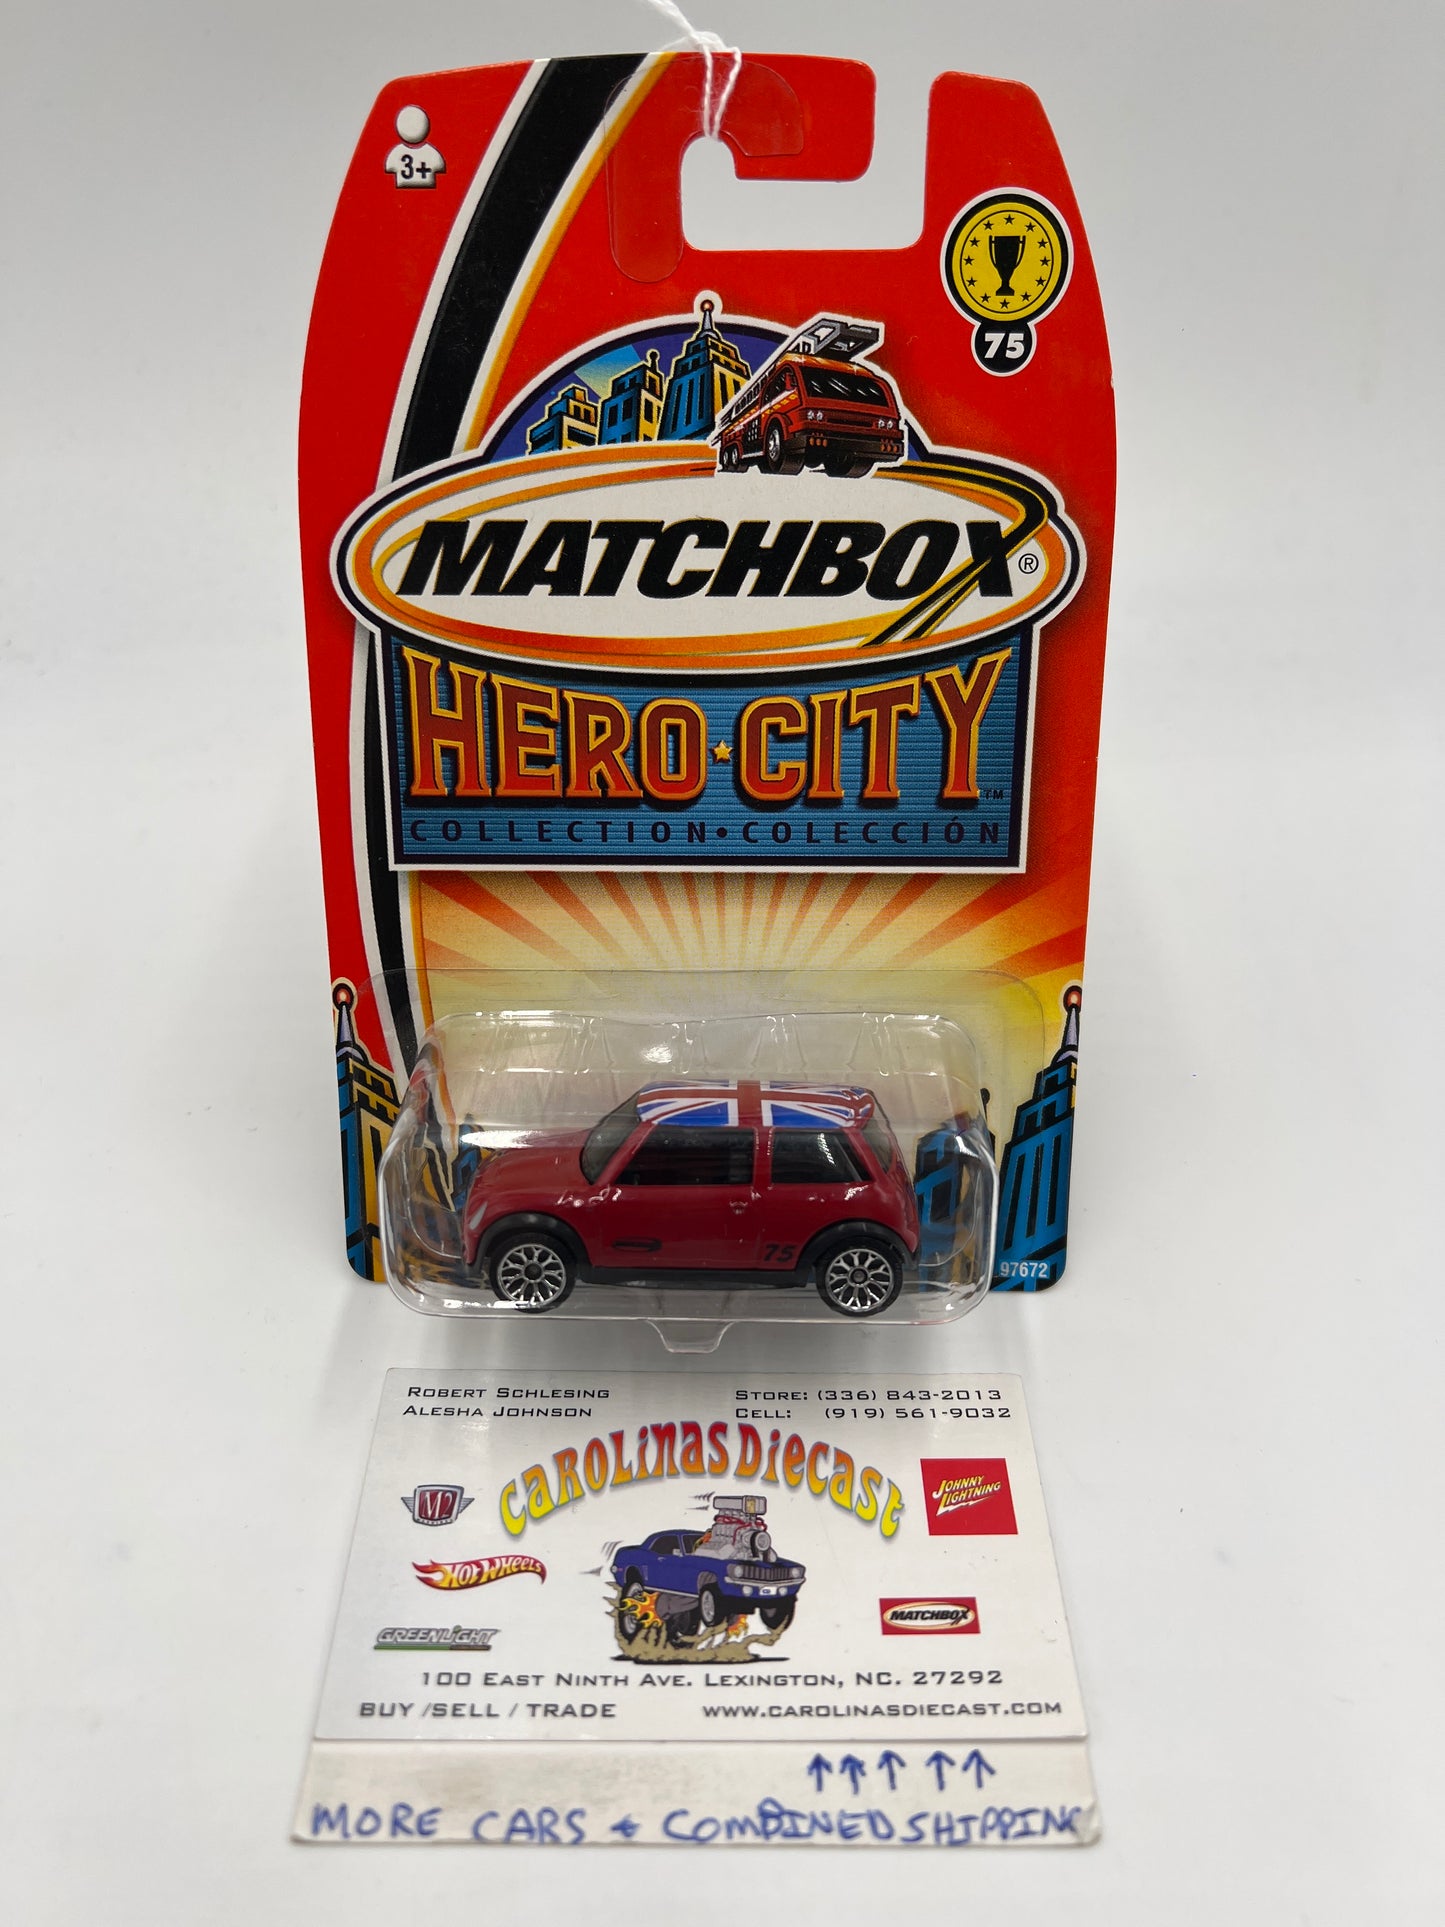 3+
75
MATCHBOX®
HERO★CITY™
COLLECTION•COLECCIÓN
75
97672
ROBERT SCHLESING
ALESHA JOHNSON
STORE: (336) 843-2013
CELL: (919) 561-9032
CAROLINAS DIECAST
M2
JOHNNY LIGHTNING
HOT WHEELS
MATCHBOX
GREENLIGHT
100 EAST NINTH AVE. LEXINGTON, NC. 27292
BUY /SELL / TRADE WWW.CAROLINASDIECAST.COM
↑↑↑ ↑↑
MORE CARS & COMBINED SHIPPING